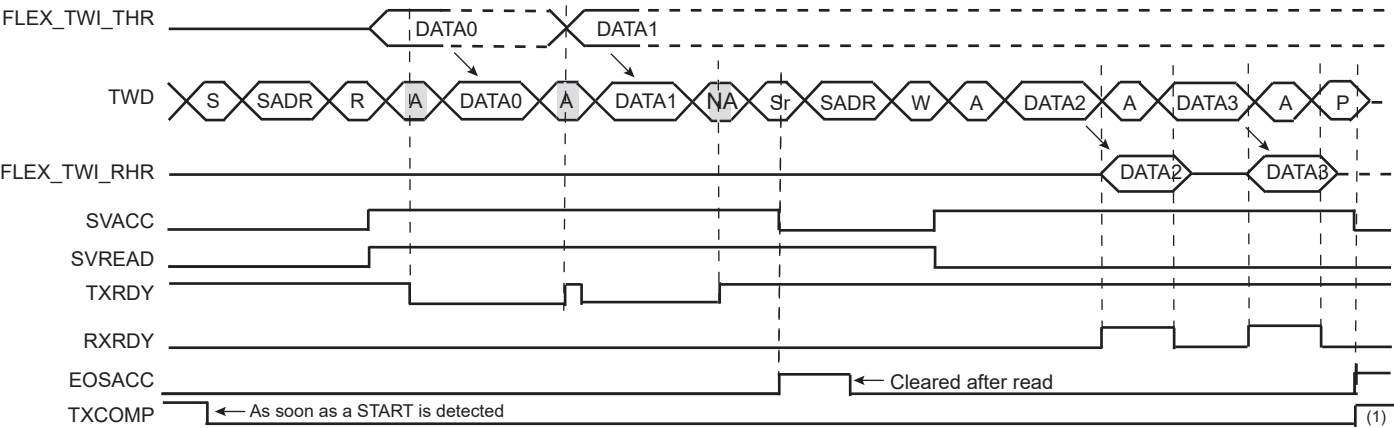 FLEX_TWI_THR DATA0 DATA1
TWD S SADR R A DATA0 A DATA1 NA Sr SADR W A DATA2 A DATA3 A P
FLEX_TWI_RHR DATA2 DATA3
SVACC
SVREAD
TXRDY
RXRDY
EOSACC Cleared after read
TXCOMP As soon as a START is detected (1)